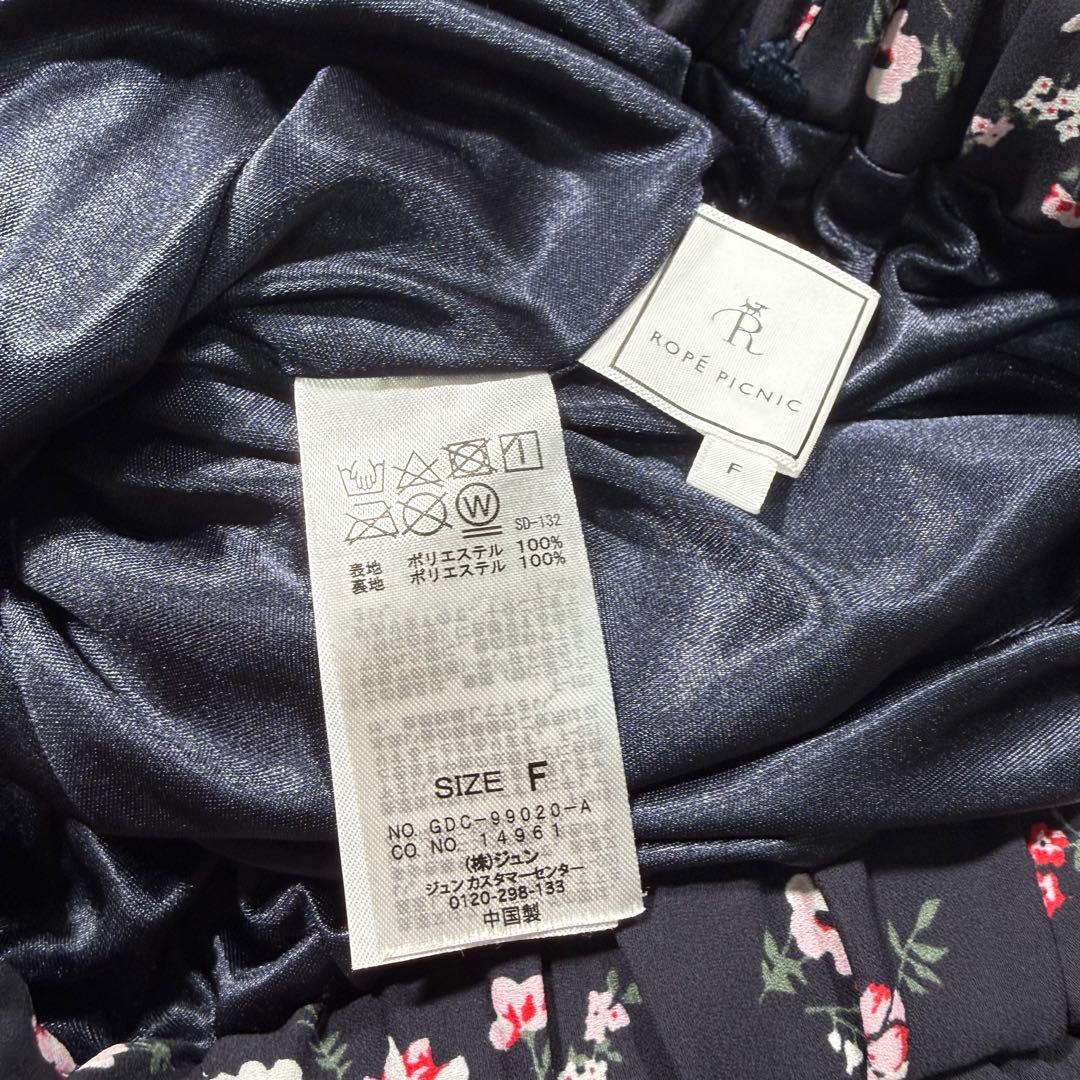 R
ROPÉ PICNIC
F
W
SD-132
表地 ポリエステル 100%
裏地 ポリエステル 100%
SIZE F
NO. GDC-99020-A
CO NO. 14961
(株)ジュン
ジュン カスタマーセンター
0120-298-133
中国製